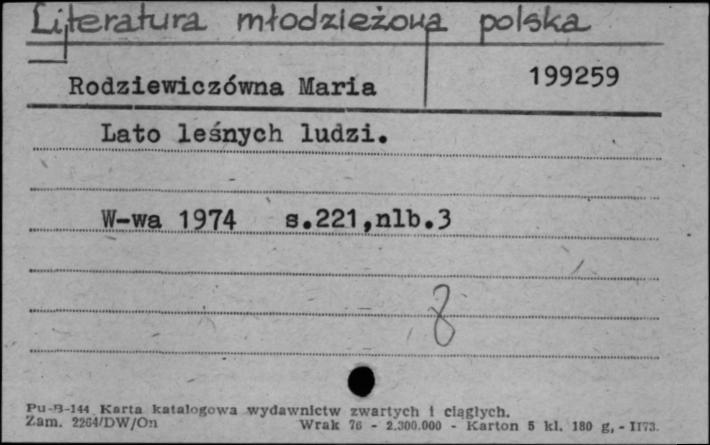 Literatura młodzieżowa polska
Rodziewiczówna Maria
199259
Lato leśnych ludzi.
W-wa 1974 s.221,nlb.3
8
Pu-B-144 Karta katalogowa wydawnictw zwartych i ciągłych.
Zam. 2264/DW/On Wrak 76 - 2.300.000 - Karton 5 kl. 180 g, - II73.